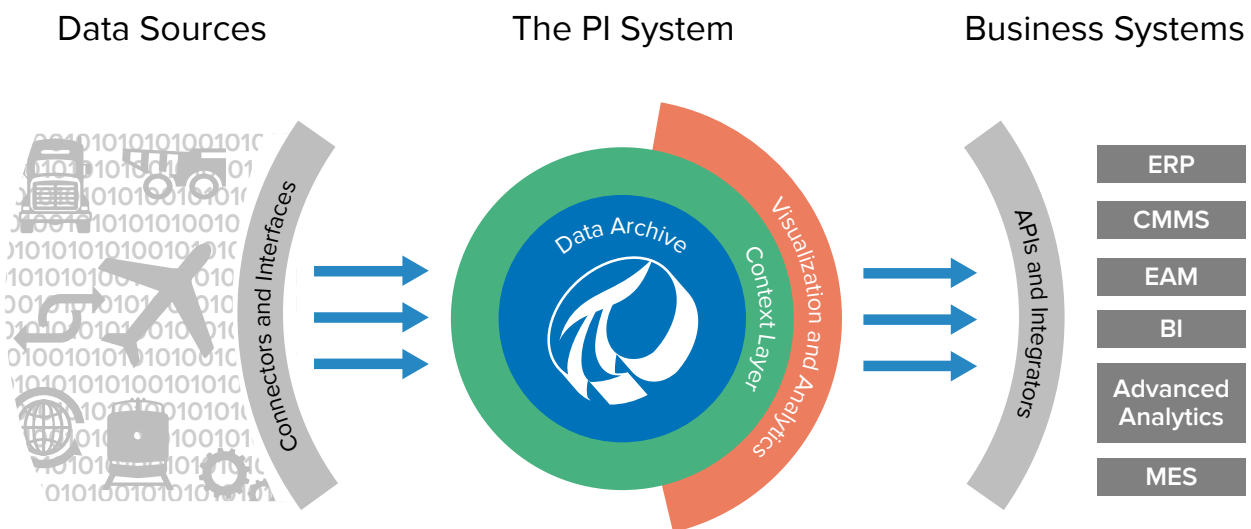 Data Sources
The PI System
Business Systems
Connectors and Interfaces
Data Archive
Context Layer
Visualization and Analytics
APIs and Integrators
ERP
CMMS
EAM
BI
Advanced
Analytics
MES